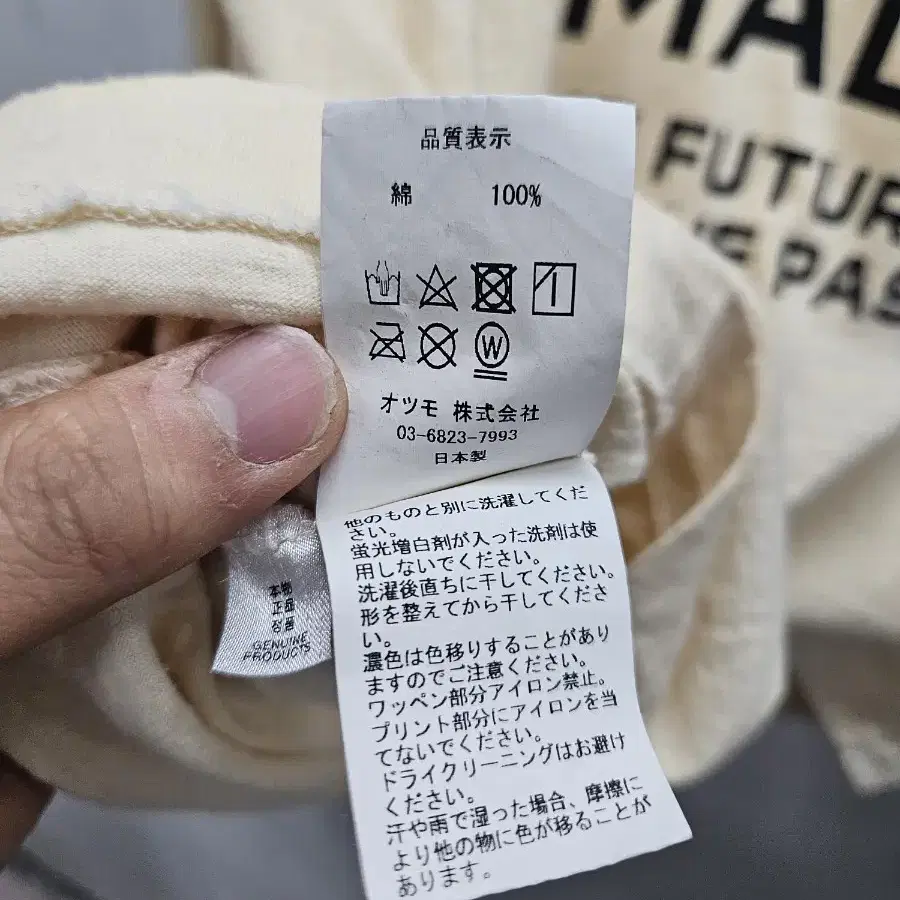 MAD
FUTUR
PAS
品質表示
綿 100%
W
オツモ 株式会社
03-6823-7993
日本製
他のものと別に洗濯してくだ
さい。
蛍光増白剤が入った洗剤は使
用しないでください。
洗濯後直ちに干してください。
形を整えてから干してくださ
い。
濃色は色移りすることがあり
ますのでご注意ください。
ワッペン部分アイロン禁止。
プリント部分にアイロンを当
てないでください。
ドライクリーニングはお避け
ください。
汗や雨で湿った場合、摩擦に
より他の物に色が移ることが
あります。
本物
正品
정품
GENUINE
PRODUCTS